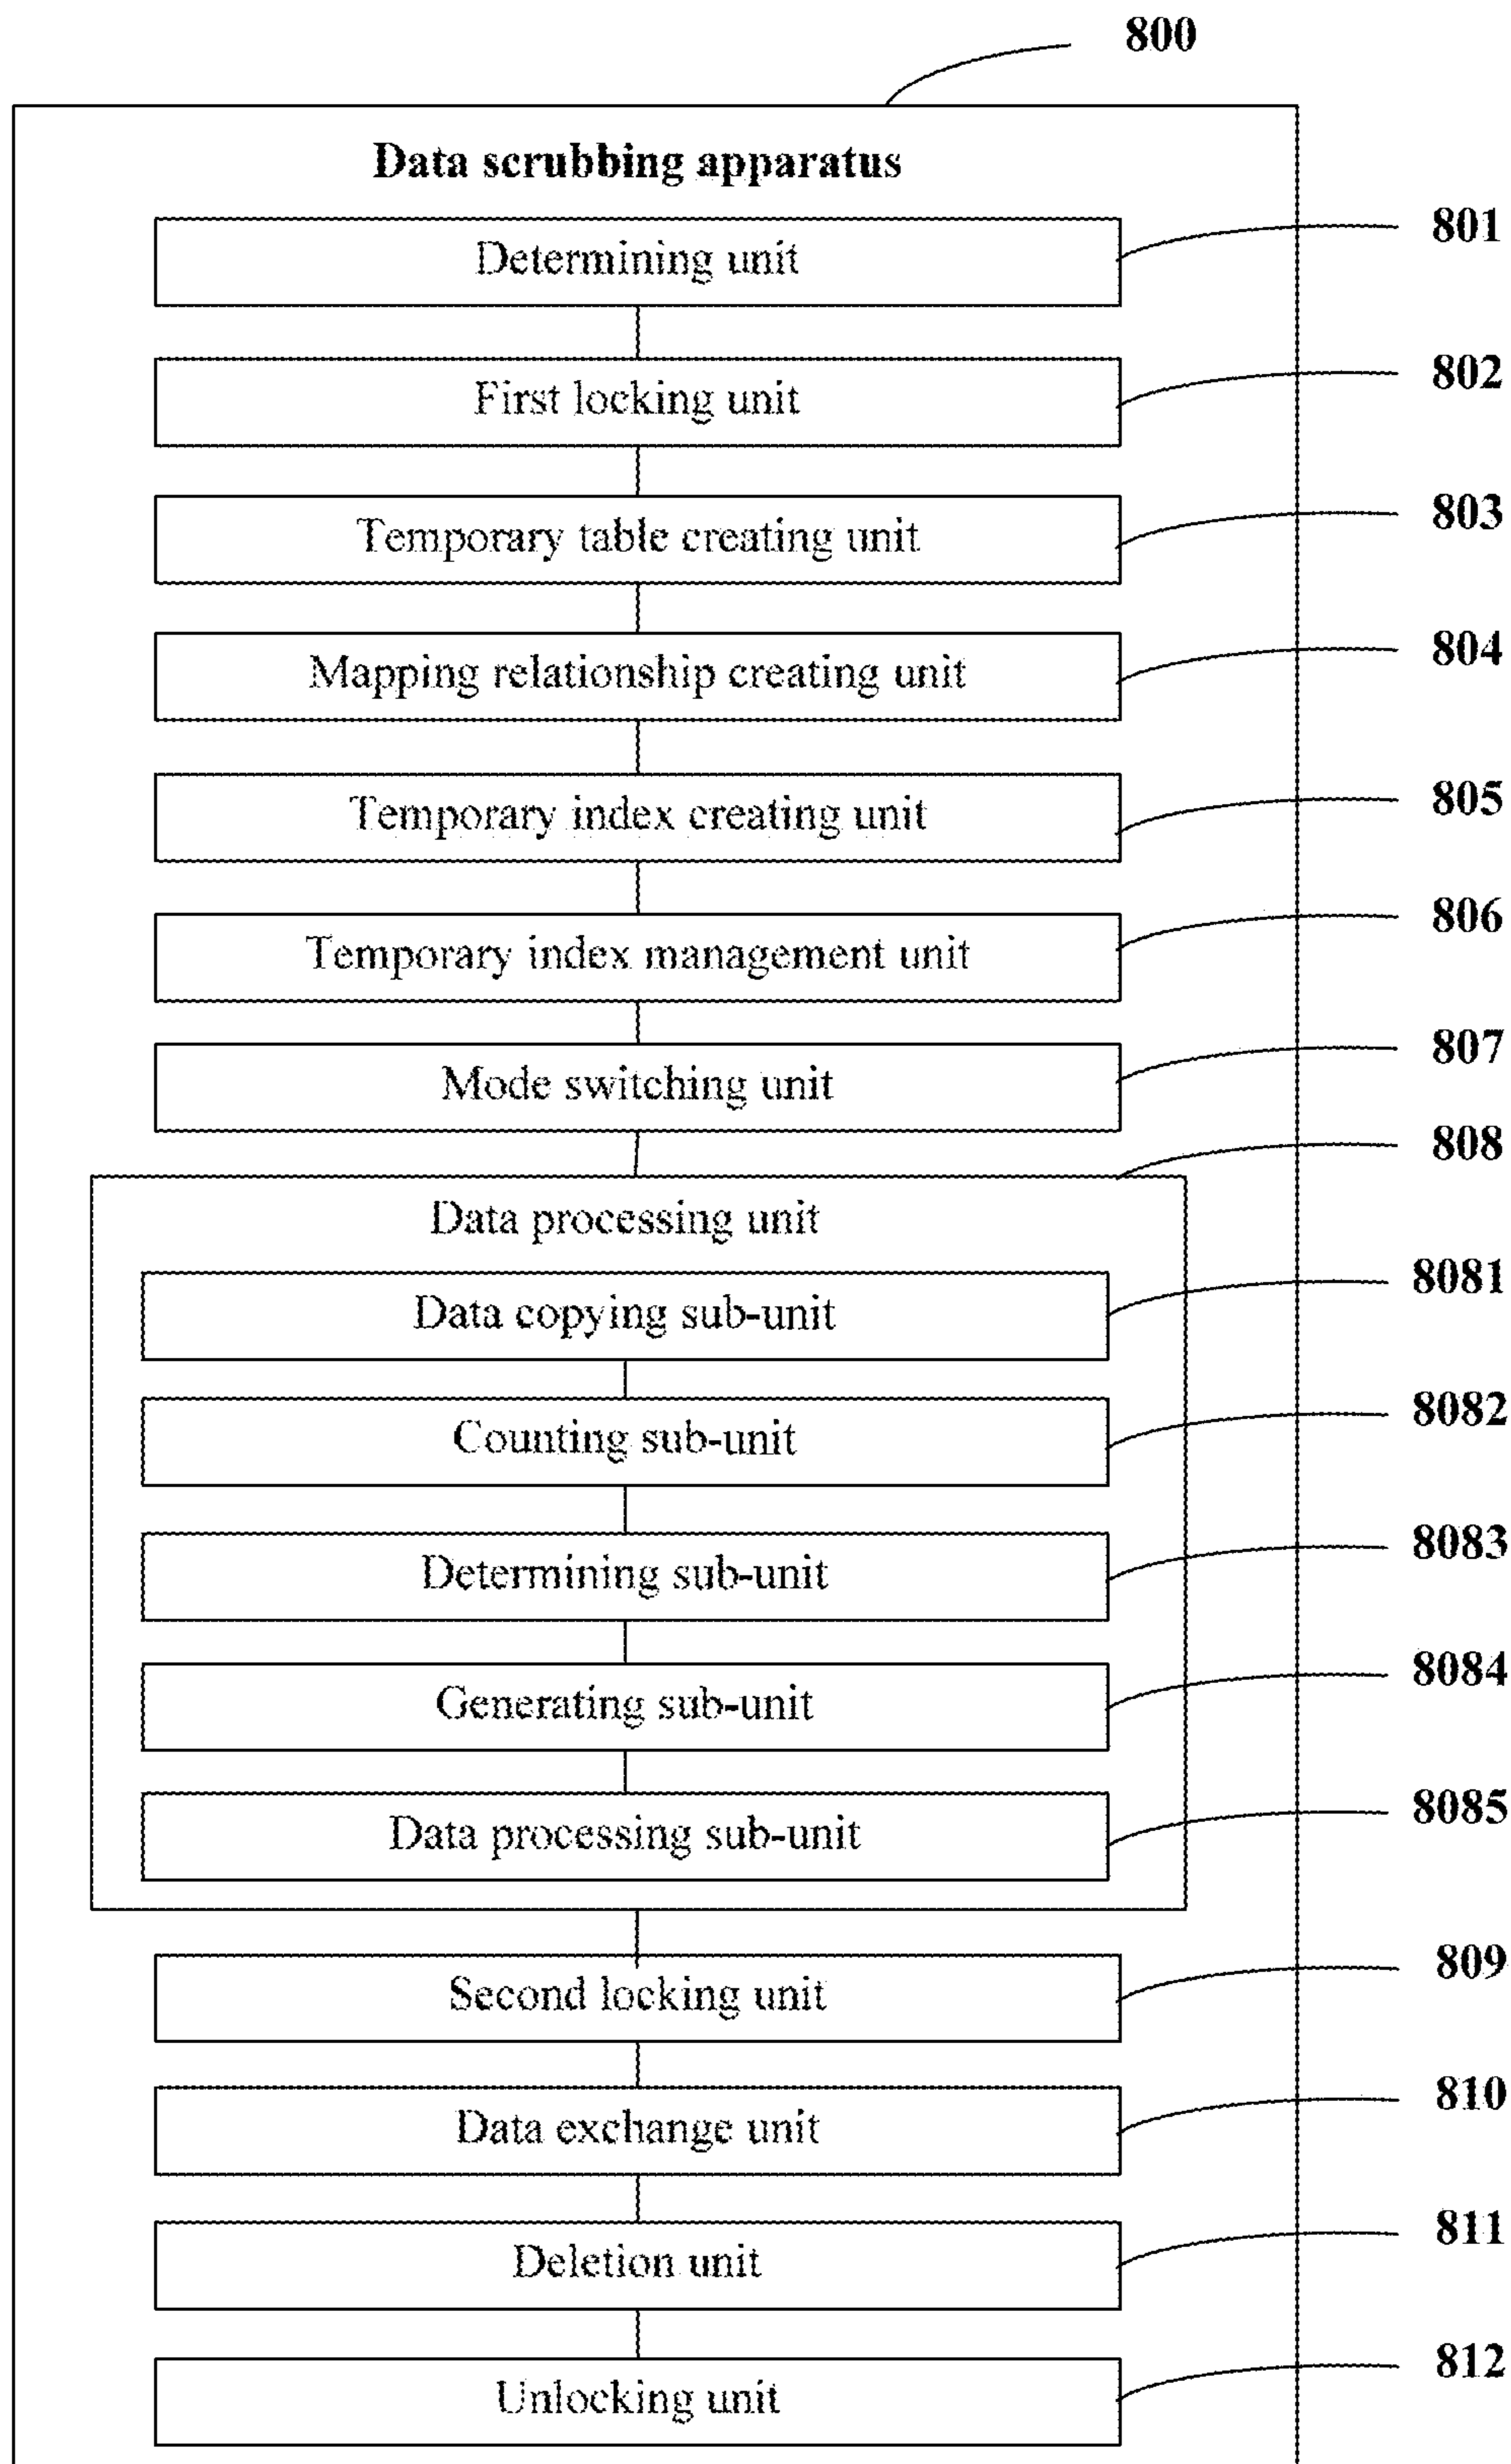 800
Data scrubbing apparatus
Determining unit
801
First locking unit
802
Temporary table creating unit
803
Mapping relationship creating unit
804
Temporary index creating unit
805
Temporary index management unit
806
Mode switching unit
807
808
Data processing unit
Data copying sub-unit
8081
Counting sub-unit
8082
Determining sub-unit
8083
Generating sub-unit
8084
Data processing sub-unit
8085
Second locking unit
809
Data exchange unit
810
Deletion unit
811
Unlocking unit
812